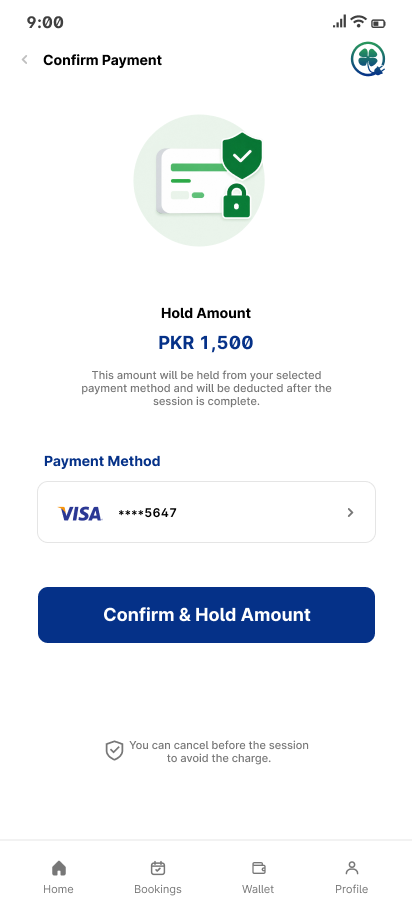 9:00
Confirm Payment
Hold Amount
PKR 1,500
This amount will be held from your selected
payment method and will be deducted after the
session is complete.
Payment Method
VISA ****5647
Confirm & Hold Amount
You can cancel before the session
to avoid the charge.
Home Bookings Wallet Profile